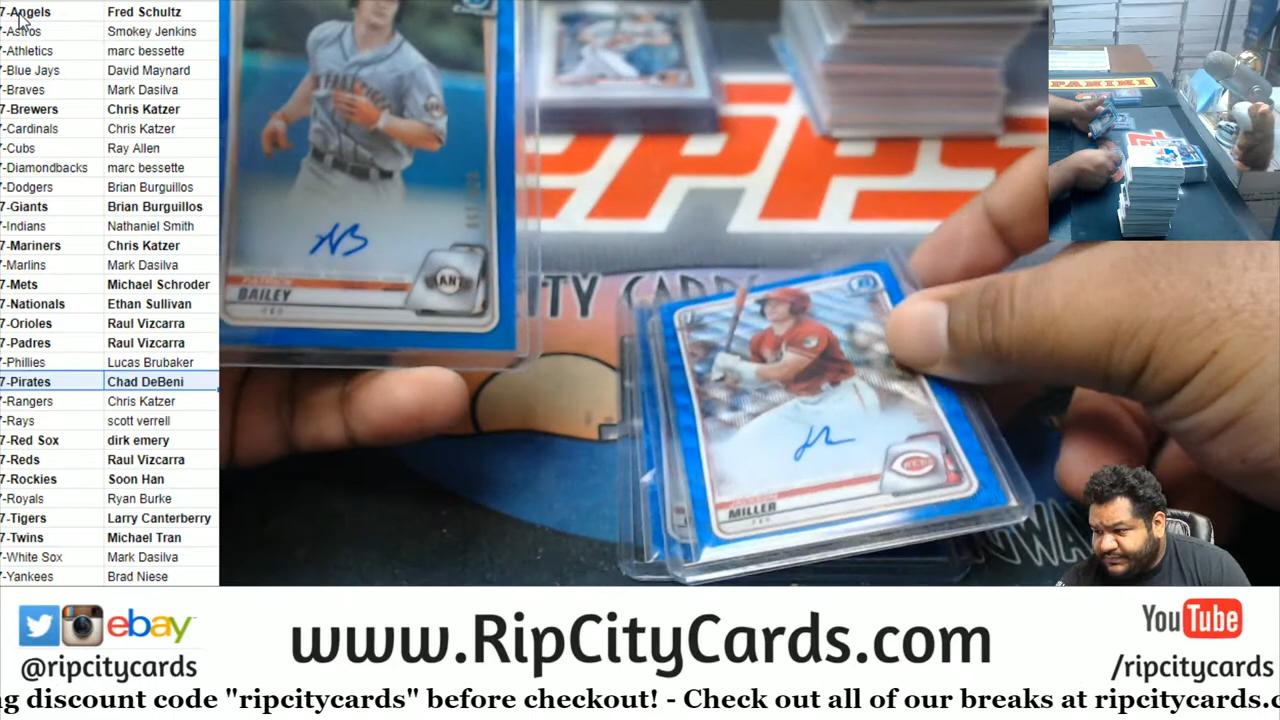 7-Angels Fred Schultz
7-Astros Smokey Jenkins
7-Athletics marc bessette
7-Blue Jays David Maynard
7-Braves Mark Dasilva
7-Brewers Chris Katzer
7-Cardinals Chris Katzer
7-Cubs Ray Allen
7-Diamondbacks marc bessette
7-Dodgers Brian Burguillos
7-Giants Brian Burguillos
7-Indians Nathaniel Smith
7-Mariners Chris Katzer
7-Marlins Mark Dasilva
7-Mets Michael Schroder
7-Nationals Ethan Sullivan
7-Orioles Raul Vizcarra
7-Padres Raul Vizcarra
7-Phillies Lucas Brubaker
7-Pirates Chad DeBeni
7-Rangers Chris Katzer
7-Rays scott verrell
7-Red Sox dirk emery
7-Reds Raul Vizcarra
7-Rockies Soon Han
7-Royals Ryan Burke
7-Tigers Larry Canterberry
7-Twins Michael Tran
7-White Sox Mark Dasilva
7-Yankees Brad Niese
PANINI
TOPPS
PATRICK
BAILEY
MILLER
ebay
@ripcitycards
www.RipCityCards.com
YouTube
/ripcitycards
ng discount code "ripcitycards" before checkout! - Check out all of our breaks at ripcitycards.c